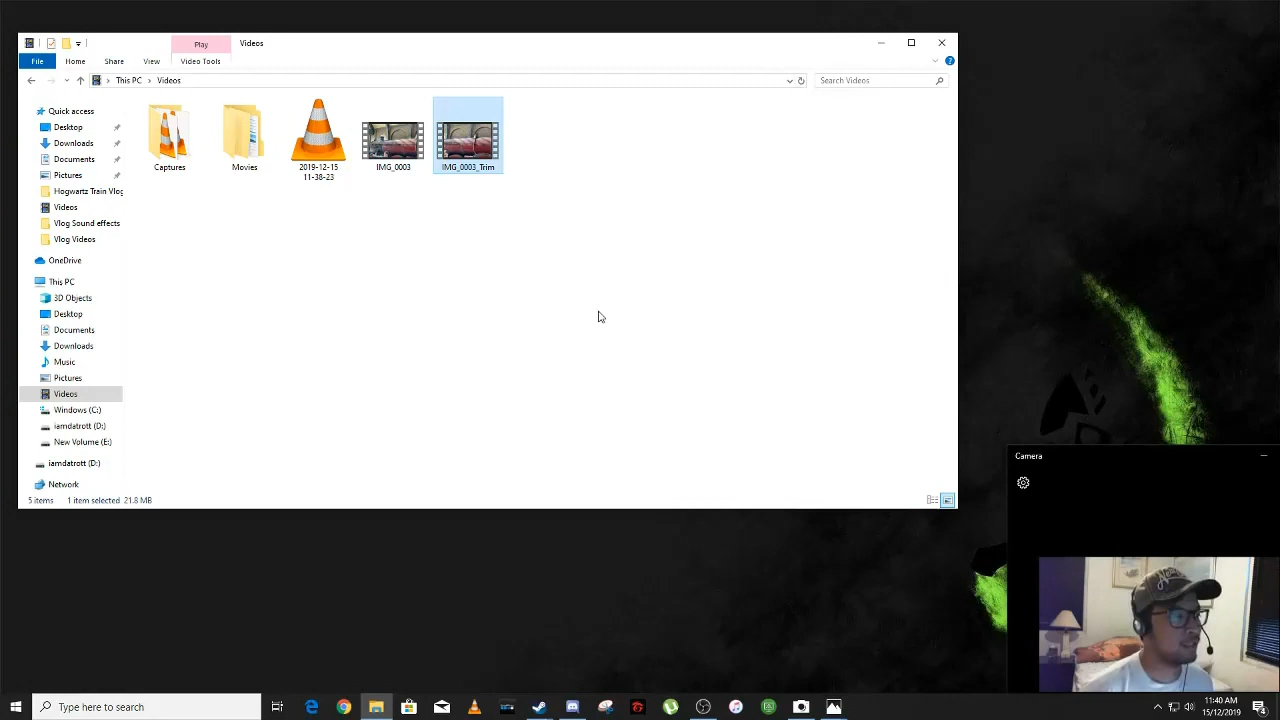 Play
Videos
File
Home
Share
View
Video Tools
This PC
Videos
Search Videos
Quick access
Desktop
Downloads
Documents
Pictures
Hogwartz Train Vlog
Videos
Vlog Sound effects
Vlog Videos
OneDrive
This PC
3D Objects
Desktop
Documents
Downloads
Music
Pictures
Videos
Windows (C:)
iamdatrott (D:)
New Volume (E:)
iamdatrott (D:)
Network
Captures
Movies
2019-12-15
11-38-23
IMG_0003
IMG_0003_Trim
5 items
1 item selected
21.8 MB
Camera
Type here to search
11:40 AM
15/12/2019